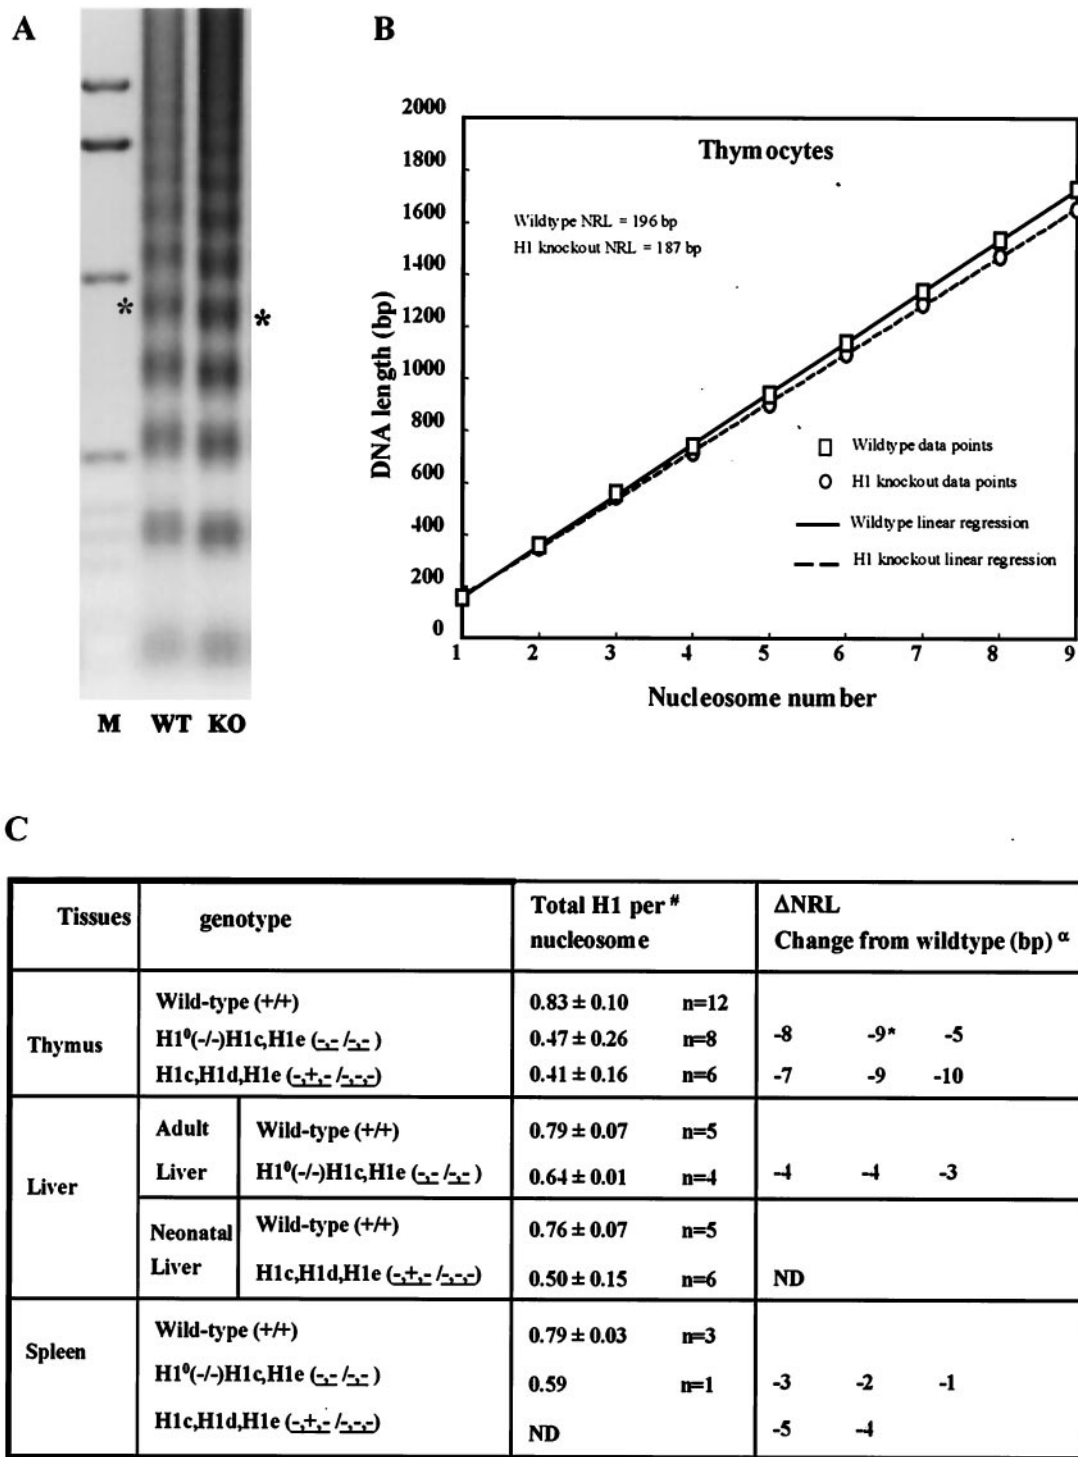 A
*
*
M WT KO
B
2000
1800
1600
1400
1200
1000
800
600
400
200
0
DNA length (bp)
Thymocytes
Wildtype NRL = 196 bp
H1 knockout NRL = 187 bp
Wildtype data points
H1 knockout data points
Wildtype linear regression
H1 knockout linear regression
1 2 3 4 5 6 7 8 9
Nucleosome number
C
Tissues genotype Total H1 per # nucleosome ΔNRL Change from wildtype (bp) α
Thymus
Wild-type (+/+) 0.83 ± 0.10 n=12
H1⁰(-/-)H1c,H1e (-,- /-,- ) 0.47 ± 0.26 n=8 -8 -9* -5
H1c,H1d,H1e (-,+,- /-,-,-) 0.41 ± 0.16 n=6 -7 -9 -10
Liver
Adult Liver
Wild-type (+/+) 0.79 ± 0.07 n=5
H1⁰(-/-)H1c,H1e (-,- /-,- ) 0.64 ± 0.01 n=4 -4 -4 -3
Neonatal Liver
Wild-type (+/+) 0.76 ± 0.07 n=5
H1c,H1d,H1e (-,+,- /-,-,-) 0.50 ± 0.15 n=6 ND
Spleen
Wild-type (+/+) 0.79 ± 0.03 n=3
H1⁰(-/-)H1c,H1e (-,- /-,- ) 0.59 n=1 -3 -2 -1
H1c,H1d,H1e (-,+,- /-,-,-) ND -5 -4